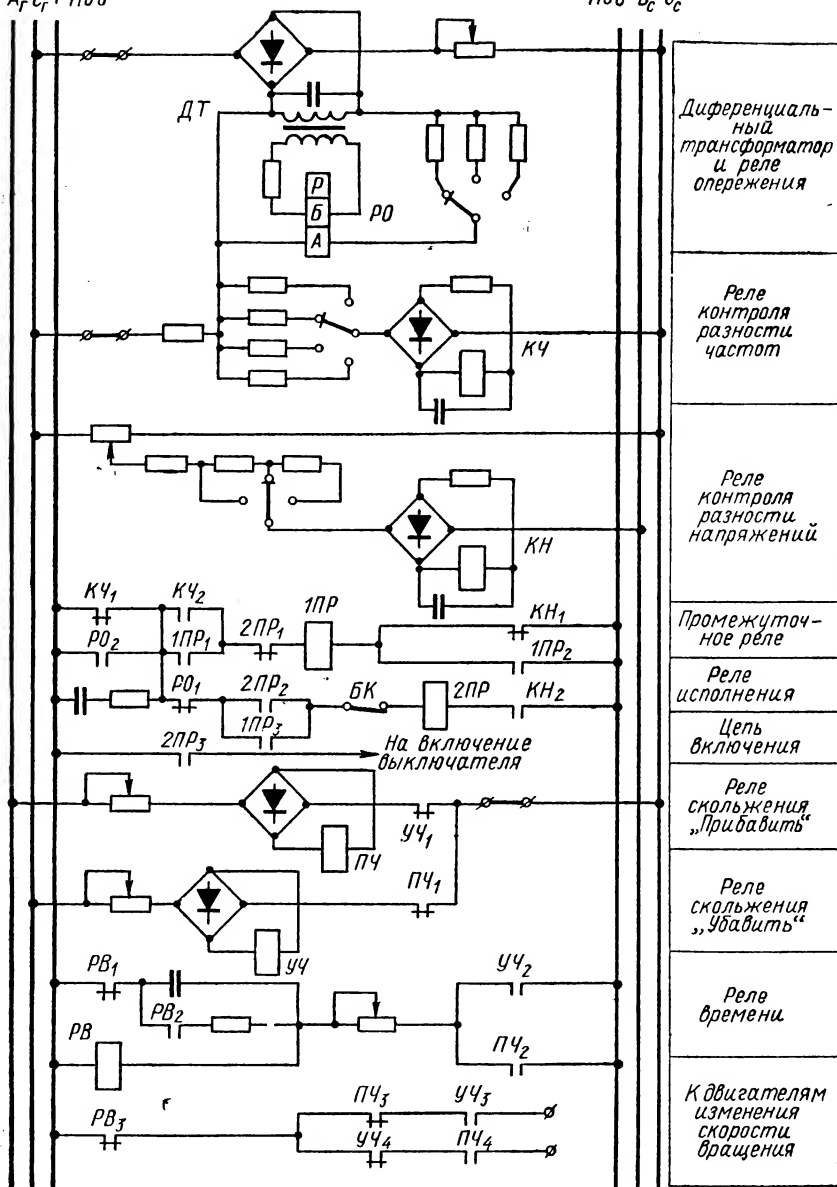 ДТ
Р
Б
А
РО
Диференциаль-
ный
трансформатор
и реле
опережения
Реле
контроля
разности
частот
КЧ
Реле
контроля
разности
напряжений
КН
КЧ₁
КЧ₂
1ПР
КН₁
Промежуточ-
ное реле
РО₂
1ПР₁
2ПР₁
1ПР₂
РО₁
2ПР₂
БК
2ПР
КН₂
Реле
исполнения
1ПР₃
2ПР₃
На включение
выключателя
Цепь
включения
УЧ₁
ПЧ
Реле
скольжения
„Прибавить“
ПЧ₁
УЧ
Реле
скольжения
„Убавить“
РВ₁
РВ₂
РВ
УЧ₂
ПЧ₂
Реле
времени
РВ₃
ПЧ₃
УЧ₃
УЧ₄
ПЧ₄
К двигателям
изменения
скорости
вращения